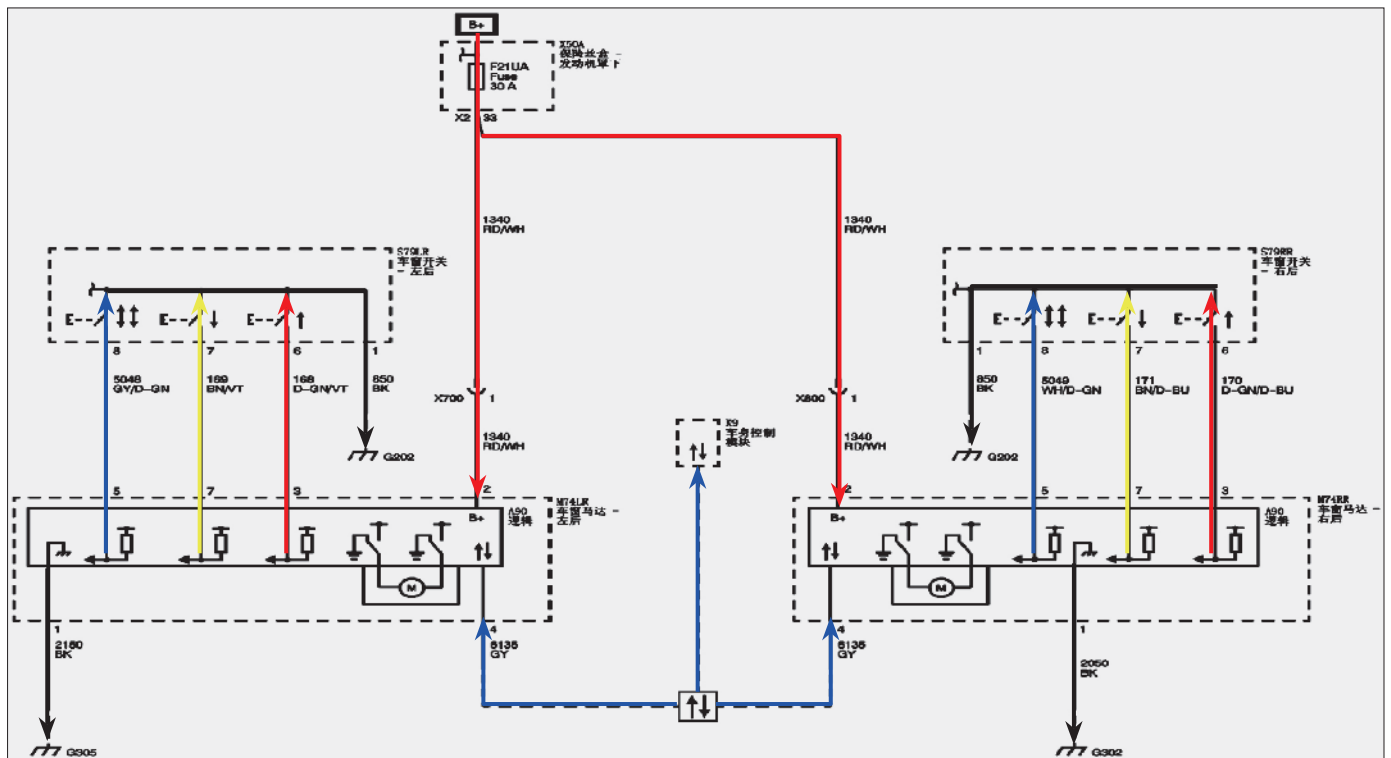 B+
X50A
保险丝盒 -
发动机罩下
F21UA
Fuse
30 A
X2 33
1340
RD/WH
1340
RD/WH
S79LR
车窗开关
- 左后
S79RR
车窗开关
- 右后
E E E
8 7 6 1
5048
GY/D-GN
169
BN/VT
168
D-GN/VT
650
BK
G202
E E E
1 8 7 6
850
BK
5049
WH/D-GN
171
BN/D-BU
170
D-GN/D-BU
G202
X700 1
X800 1
1340
RD/WH
1340
RD/WH
K9
车身控制
模块
5 7 3 2
M74LR
车窗马达 -
左后
A90
逻辑
B+
M
2 5 7 3
M74RR
车窗马达 -
右后
A90
逻辑
B+
M
1
2150
BK
4
6135
GY
4
6135
GY
1
2050
BK
G305
G302